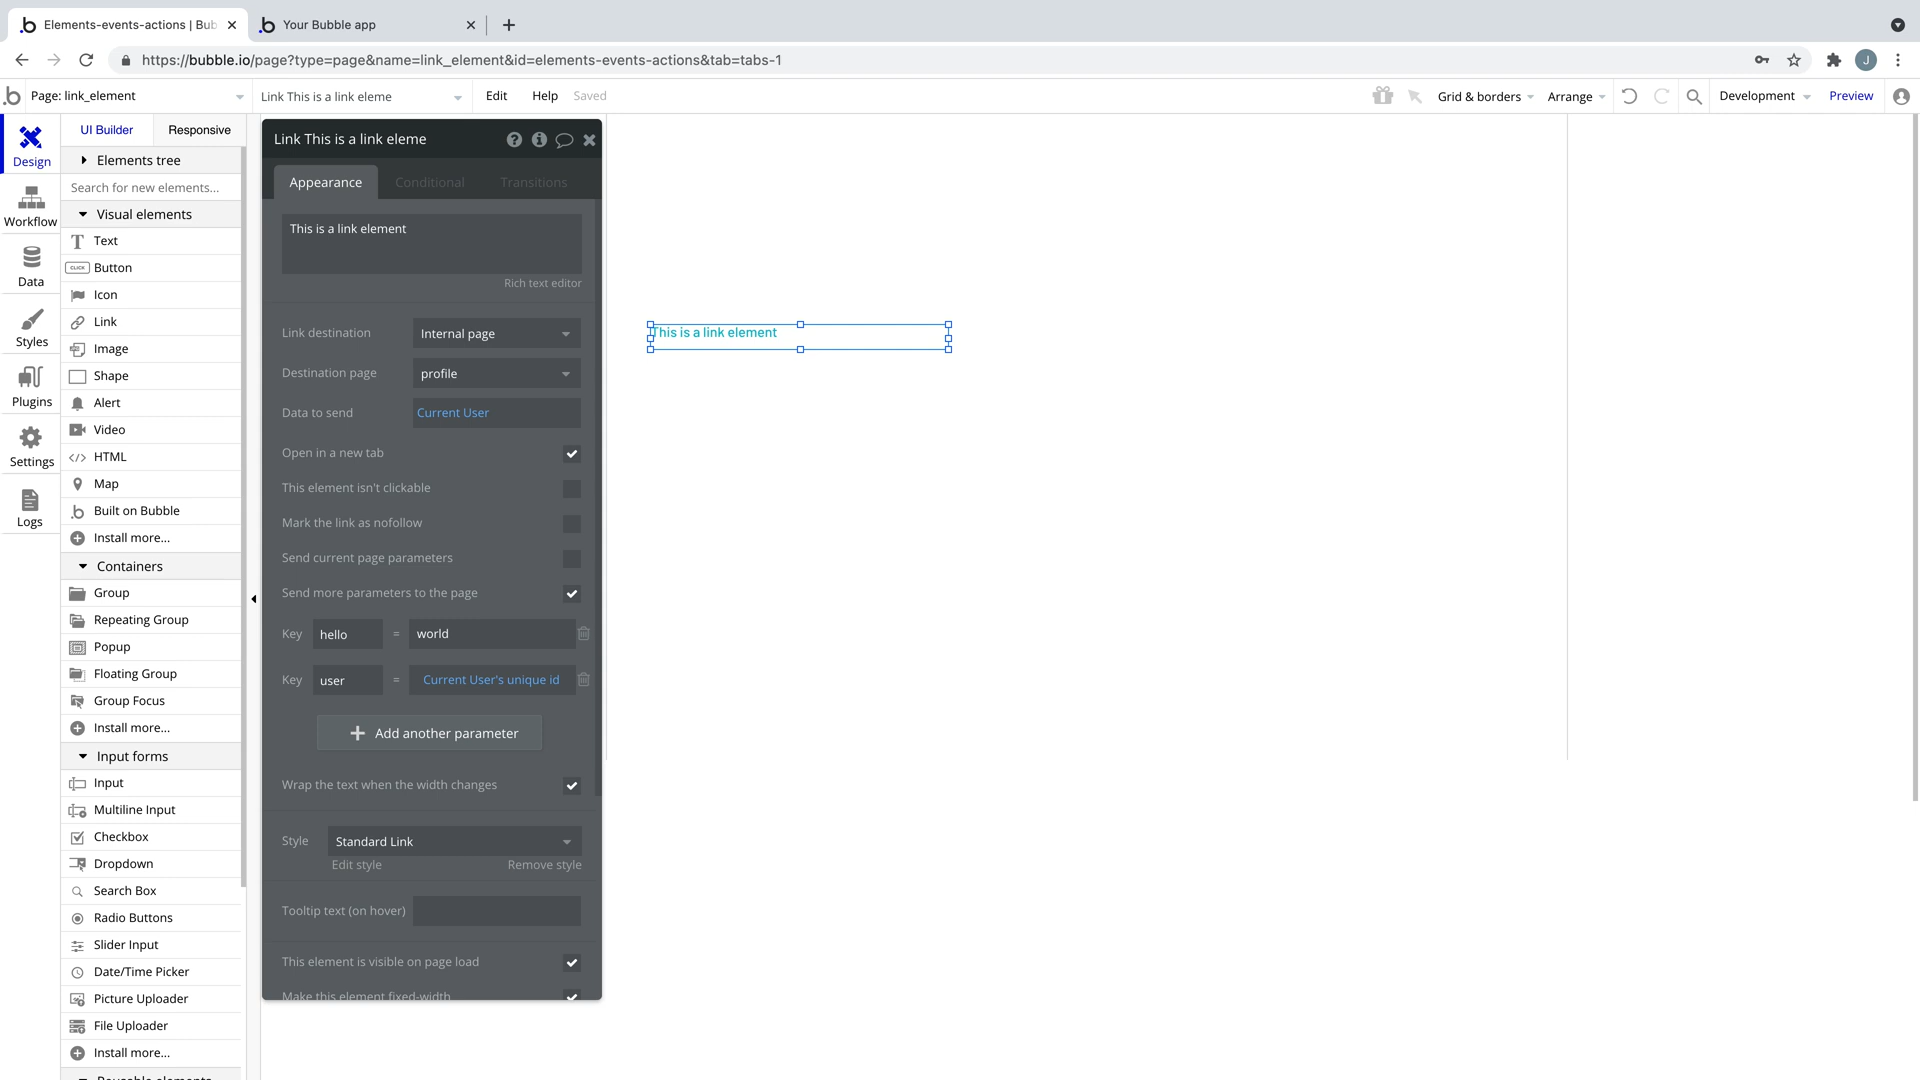 Elements-events-actions | Bub
Your Bubble app
https://bubble.io/page?type=page&name=link_element&id=elements-events-actions&tab=tabs-1
J
Page: link_element
Link This is a link eleme
Edit
Help
Saved
Grid & borders
Arrange
Development
Preview
Design
Workflow
Data
Styles
Plugins
Settings
Logs
UI Builder
Responsive
Elements tree
Search for new elements...
Visual elements
Text
CLICK
Button
Icon
Link
Image
Shape
Alert
Video
HTML
Map
Built on Bubble
Install more...
Containers
Group
Repeating Group
Popup
Floating Group
Group Focus
Install more...
Input forms
Input
Multiline Input
Checkbox
Dropdown
Search Box
Radio Buttons
Slider Input
Date/Time Picker
Picture Uploader
File Uploader
Install more...
Reusable elements
Link This is a link eleme
Appearance
Conditional
Transitions
This is a link element
Rich text editor
Link destination
Internal page
Destination page
profile
Data to send
Current User
Open in a new tab
This element isn't clickable
Mark the link as nofollow
Send current page parameters
Send more parameters to the page
Key hello = world
Key user = Current User's unique id
Add another parameter
Wrap the text when the width changes
Style
Standard Link
Edit style
Remove style
Tooltip text (on hover)
This element is visible on page load
Make this element fixed-width
This is a link element